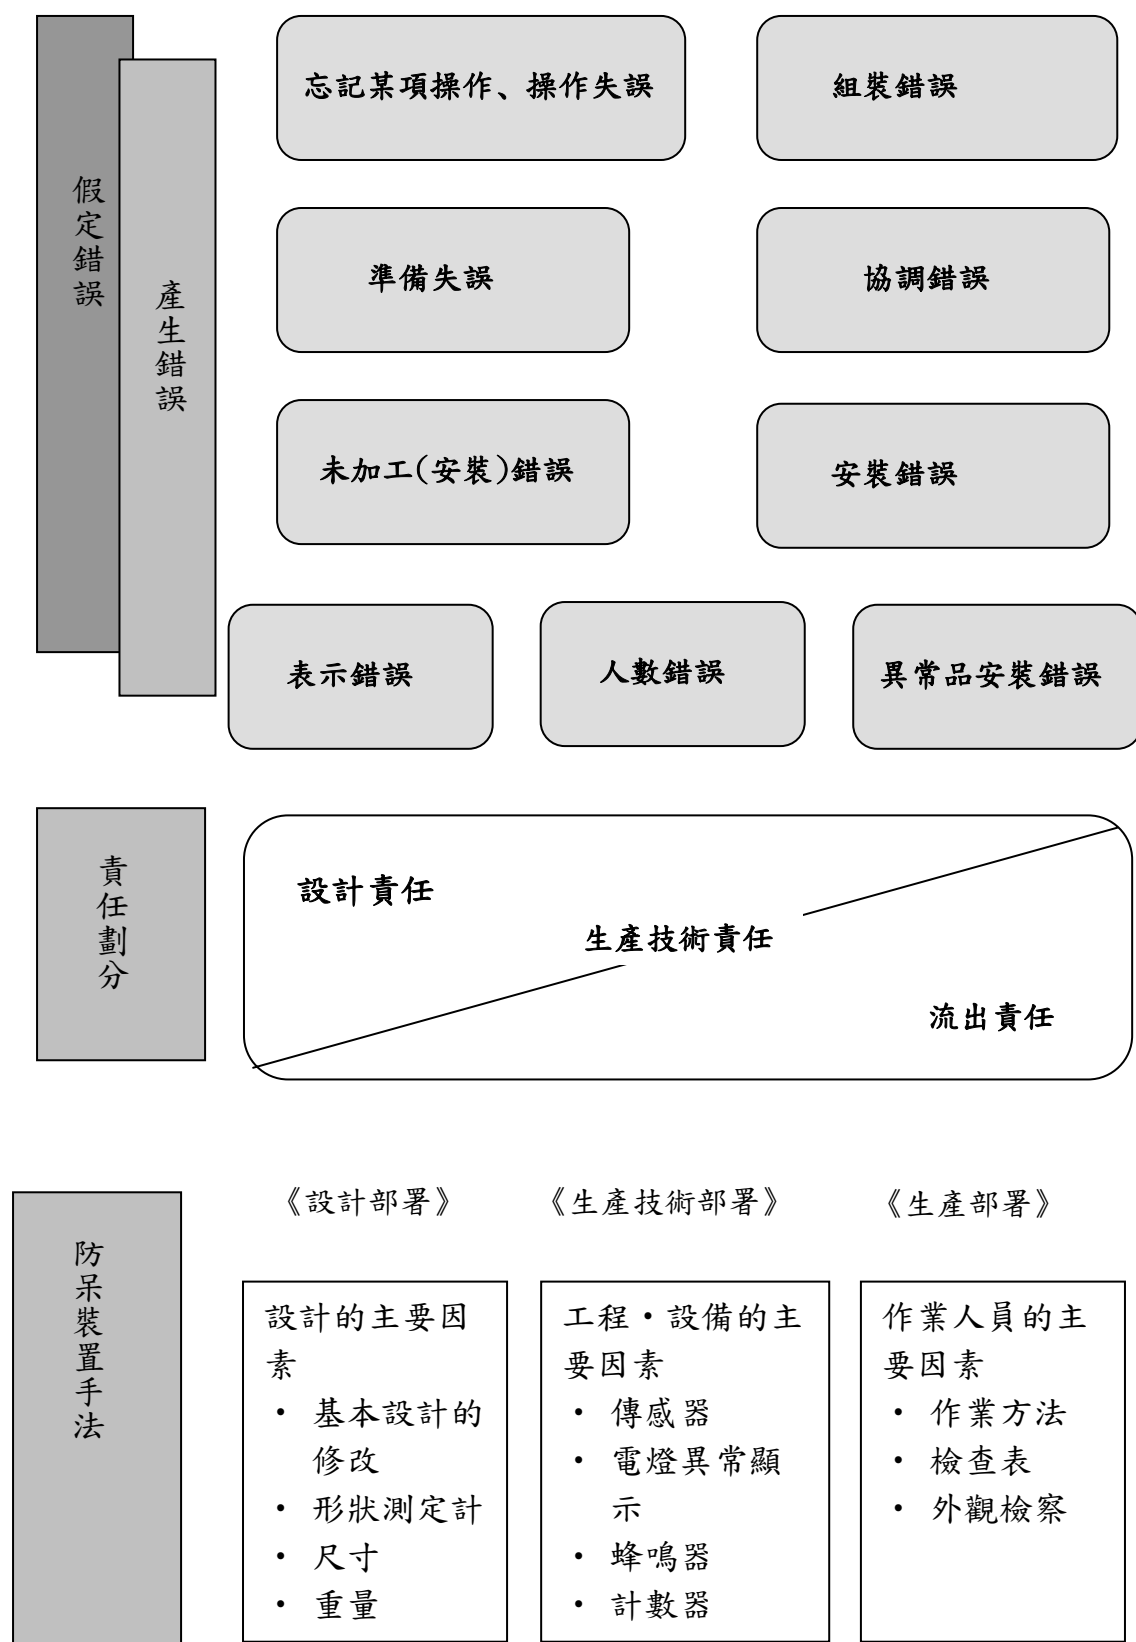 假定錯誤
產生錯誤
忘記某項操作、操作失誤
組裝錯誤
準備失誤
協調錯誤
未加工(安裝)錯誤
安裝錯誤
表示錯誤
人數錯誤
異常品安裝錯誤
責任劃分
設計責任
生產技術責任
流出責任
防呆裝置手法
《設計部署》
《生產技術部署》
《生產部署》
設計的主要因
素
・ 基本設計的
修改
・ 形狀測定計
・ 尺寸
・ 重量
工程・設備的主
要因素
・ 傳感器
・ 電燈異常顯
示
・ 蜂鳴器
・ 計數器
作業人員的主
要因素
・ 作業方法
・ 檢查表
・ 外觀檢察